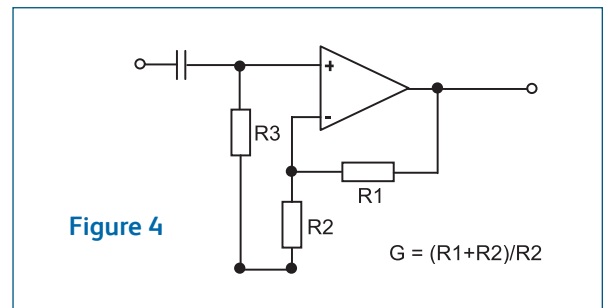 +
R3
-
R1
R2
Figure 4
G = (R1+R2)/R2